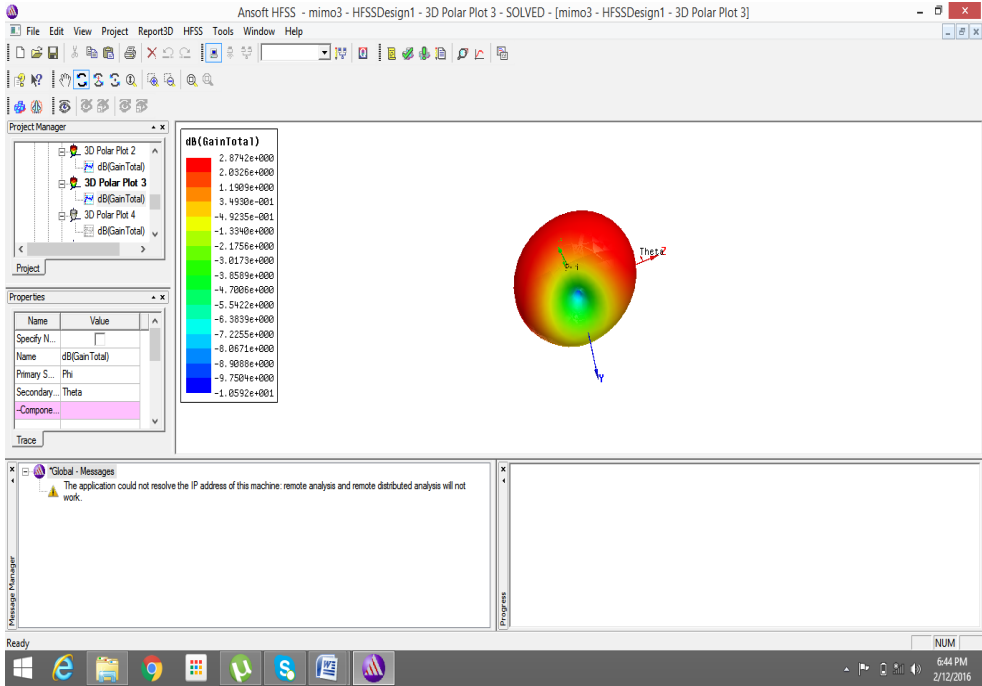 Ansoft HFSS - mimo3 - HFSSDesign1 - 3D Polar Plot 3 - SOLVED - [mimo3 - HFSSDesign1 - 3D Polar Plot 3]
File Edit View Project Report3D HFSS Tools Window Help
Project Manager
3D Polar Plot 2
dB(GainTotal)
3D Polar Plot 3
dB(GainTotal)
3D Polar Plot 4
dB(GainTotal)
Project
Properties
Name Value
Specify N...
Name dB(GainTotal)
Primary S... Phi
Secondary... Theta
-Compone...
Trace
dB(GainTotal)
2.8742e+000
2.0326e+000
1.1909e+000
3.4930e-001
-4.9235e-001
-1.3340e+000
-2.1756e+000
-3.0173e+000
-3.8589e+000
-4.7006e+000
-5.5422e+000
-6.3839e+000
-7.2255e+000
-8.0671e+000
-8.9088e+000
-9.7504e+000
-1.0592e+001
Theta
Z
Y
*Global - Messages
The application could not resolve the IP address of this machine: remote analysis and remote distributed analysis will not
work.
Message Manager
Progress
Ready
NUM
6:44 PM
2/12/2016